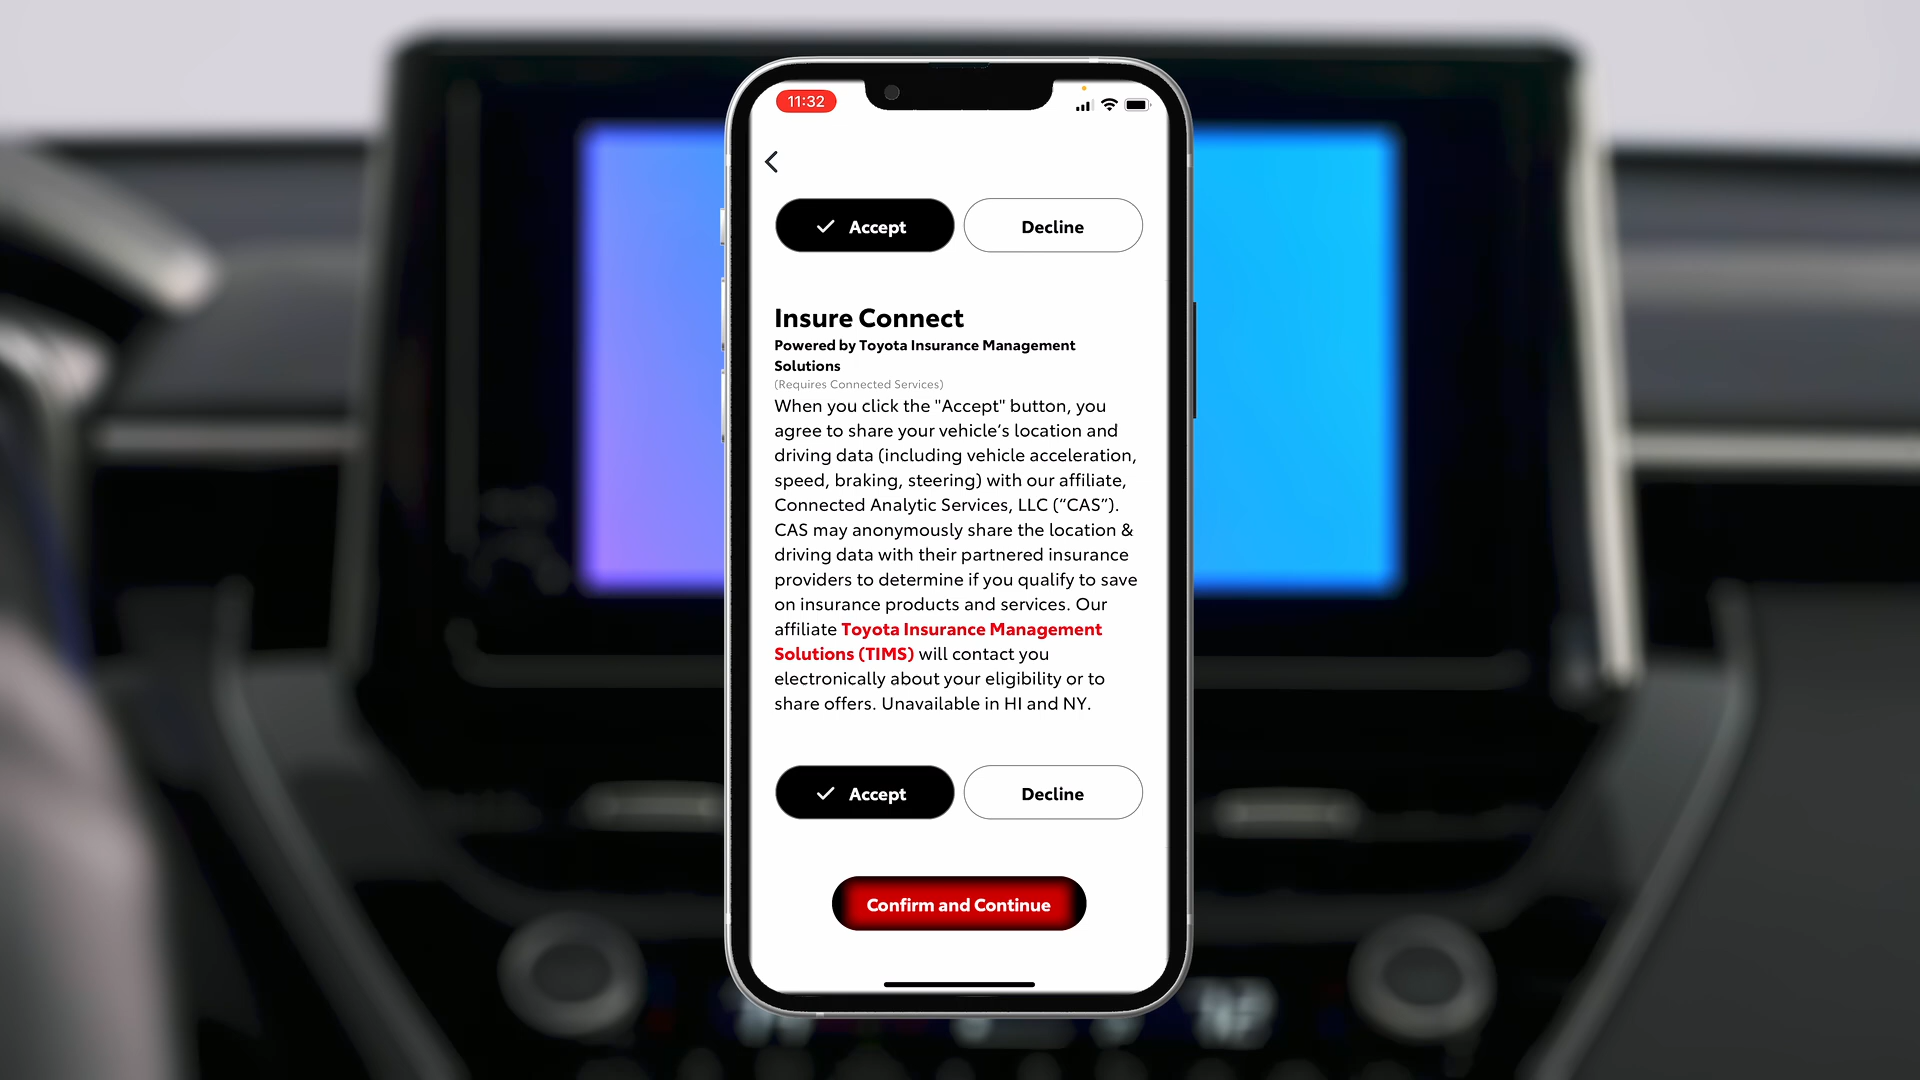 11:32
Accept
Decline
Insure Connect
Powered by Toyota Insurance Management
Solutions
(Requires Connected Services)
When you click the "Accept" button, you
agree to share your vehicle‘s location and
driving data (including vehicle acceleration,
speed, braking, steering) with our affiliate,
Connected Analytic Services, LLC (“CAS”).
CAS may anonymously share the location &
driving data with their partnered insurance
providers to determine if you qualify to save
on insurance products and services. Our
affiliate Toyota Insurance Management
Solutions (TIMS) will contact you
electronically about your eligibility or to
share offers. Unavailable in HI and NY.
Accept
Decline
Confirm and Continue